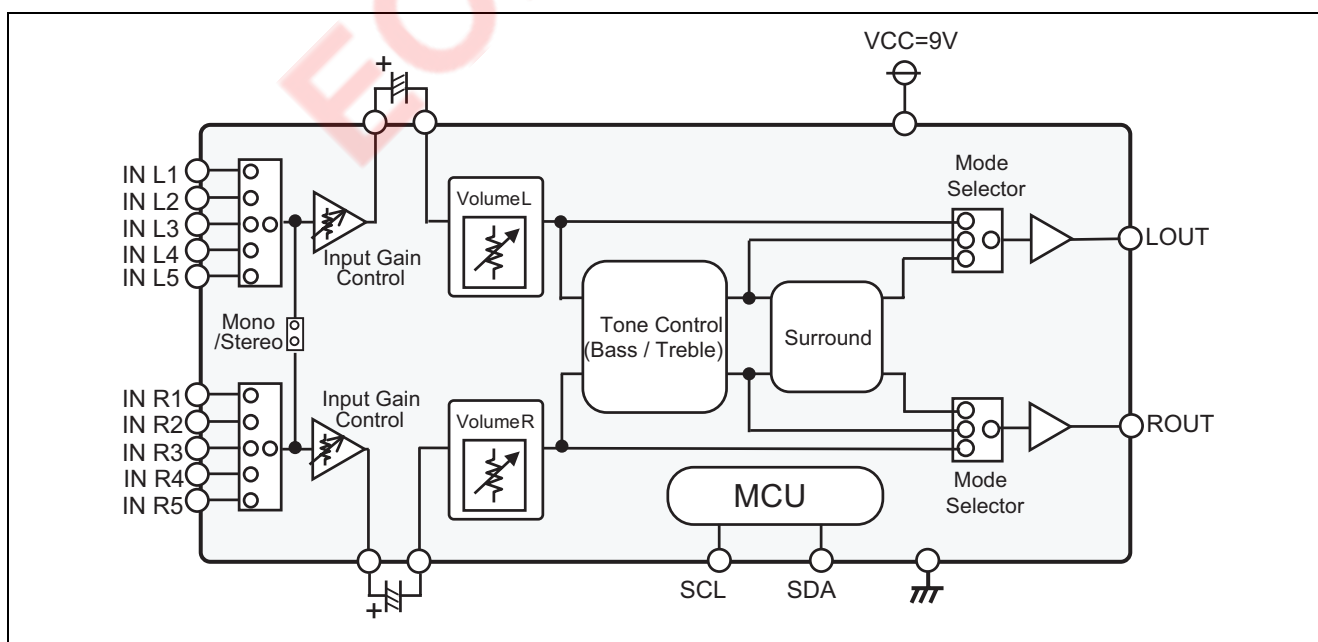 EO
VCC=9V
+
IN L1
IN L2
IN L3
IN L4
IN L5
Input Gain
Control
VolumeL
Mode
Selector
LOUT
Mono
/Stereo
Tone Control
(Bass / Treble)
Surround
IN R1
IN R2
IN R3
IN R4
IN R5
Input Gain
Control
VolumeR
ROUT
Mode
Selector
MCU
+
SCL
SDA